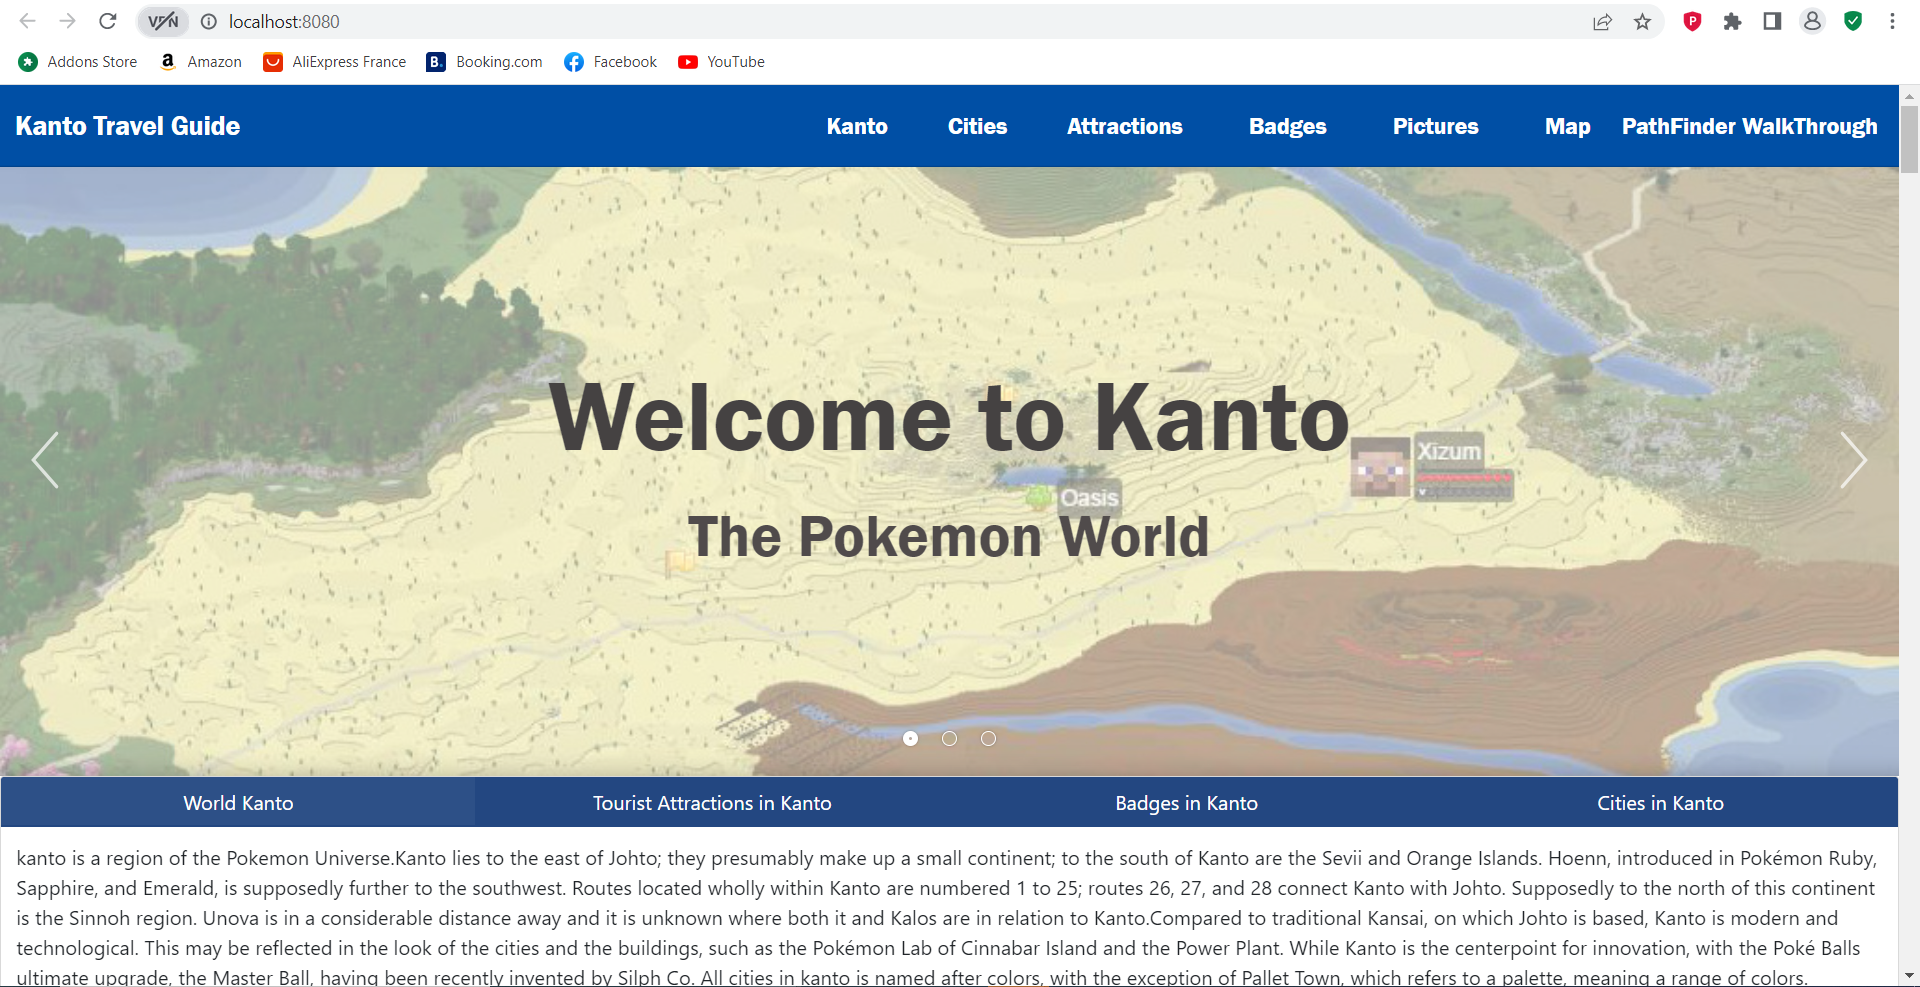 VPN
localhost:8080
Addons Store
Amazon
AliExpress France
Booking.com
Facebook
YouTube
Kanto Travel Guide
Kanto
Cities
Attractions
Badges
Pictures
Map
PathFinder WalkThrough
Welcome to Kanto
Xizum
Oasis
The Pokemon World
World Kanto
Tourist Attractions in Kanto
Badges in Kanto
Cities in Kanto
kanto is a region of the Pokemon Universe.Kanto lies to the east of Johto; they presumably make up a small continent; to the south of Kanto are the Sevii and Orange Islands. Hoenn, introduced in Pokémon Ruby,
Sapphire, and Emerald, is supposedly further to the southwest. Routes located wholly within Kanto are numbered 1 to 25; routes 26, 27, and 28 connect Kanto with Johto. Supposedly to the north of this continent
is the Sinnoh region. Unova is in a considerable distance away and it is unknown where both it and Kalos are in relation to Kanto.Compared to traditional Kansai, on which Johto is based, Kanto is modern and
technological. This may be reflected in the look of the cities and the buildings, such as the Pokémon Lab of Cinnabar Island and the Power Plant. While Kanto is the centerpoint for innovation, with the Poké Balls
ultimate upgrade, the Master Ball, having been recently invented by Silph Co. All cities in kanto is named after colors, with the exception of Pallet Town, which refers to a palette, meaning a range of colors.